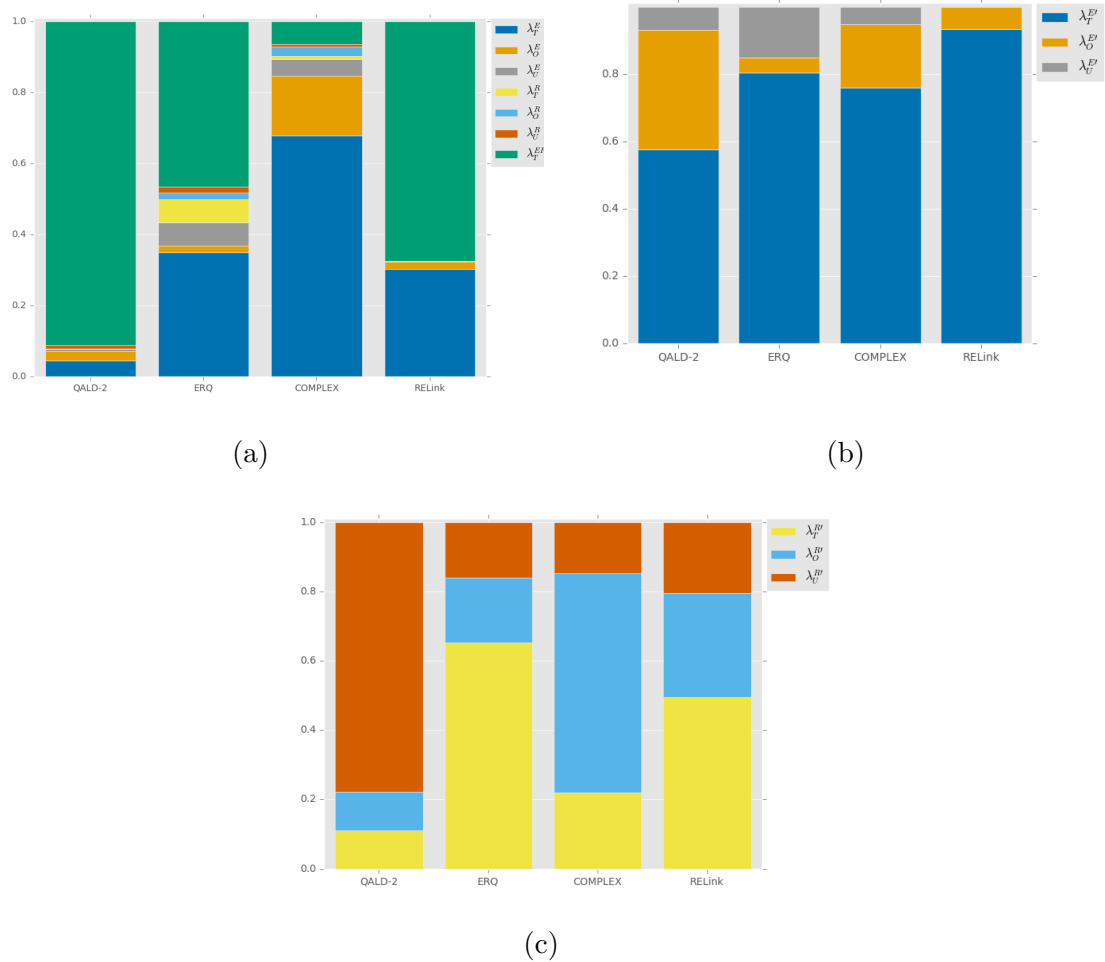 1.0
0.8
0.6
0.4
0.2
0.0
QALD-2
ERQ
COMPLEX
RELink
λ_T^E
λ_O^E
λ_U^E
λ_T^R
λ_O^R
λ_U^R
(a)
0.8
0.6
0.4
0.2
0.0
QALD-2
ERQ
COMPLEX
RELink
λ_T^{E′}
λ_O^{E′}
λ_U^{E′}
(b)
1.0
0.8
0.6
0.4
0.2
0.0
QALD-2
ERQ
COMPLEX
RELink
λ_T^{R′}
λ_O^{R′}
λ_U^{R′}
(c)